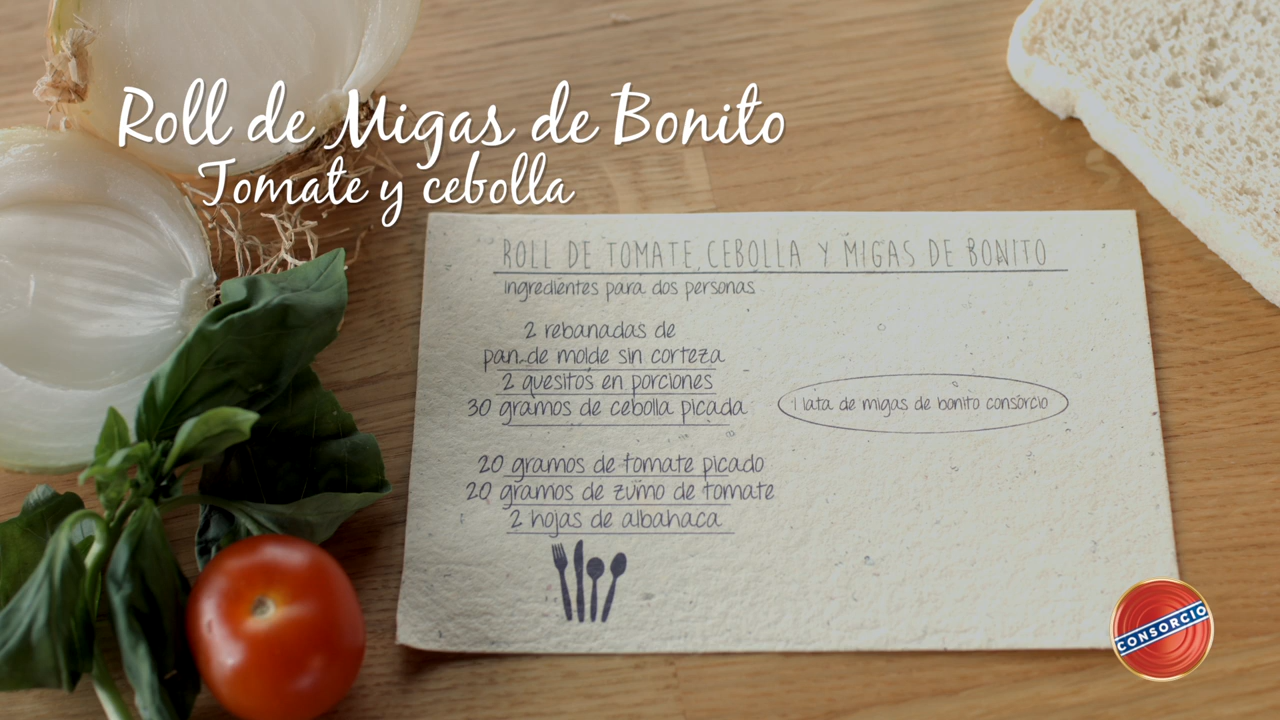 Roll de Migas de Bonito
Tomate y cebolla
ROLL DE TOMATE, CEBOLLA Y MIGAS DE BONITO
Ingredientes para dos personas
2 rebanadas de
pan de molde sin corteza
2 quesitos en porciones
30 gramos de cebolla picada
1 lata de migas de bonito consorcio
20 gramos de tomate picado
20 gramos de zumo de tomate
2 hojas de albahaca
CONSORCIO